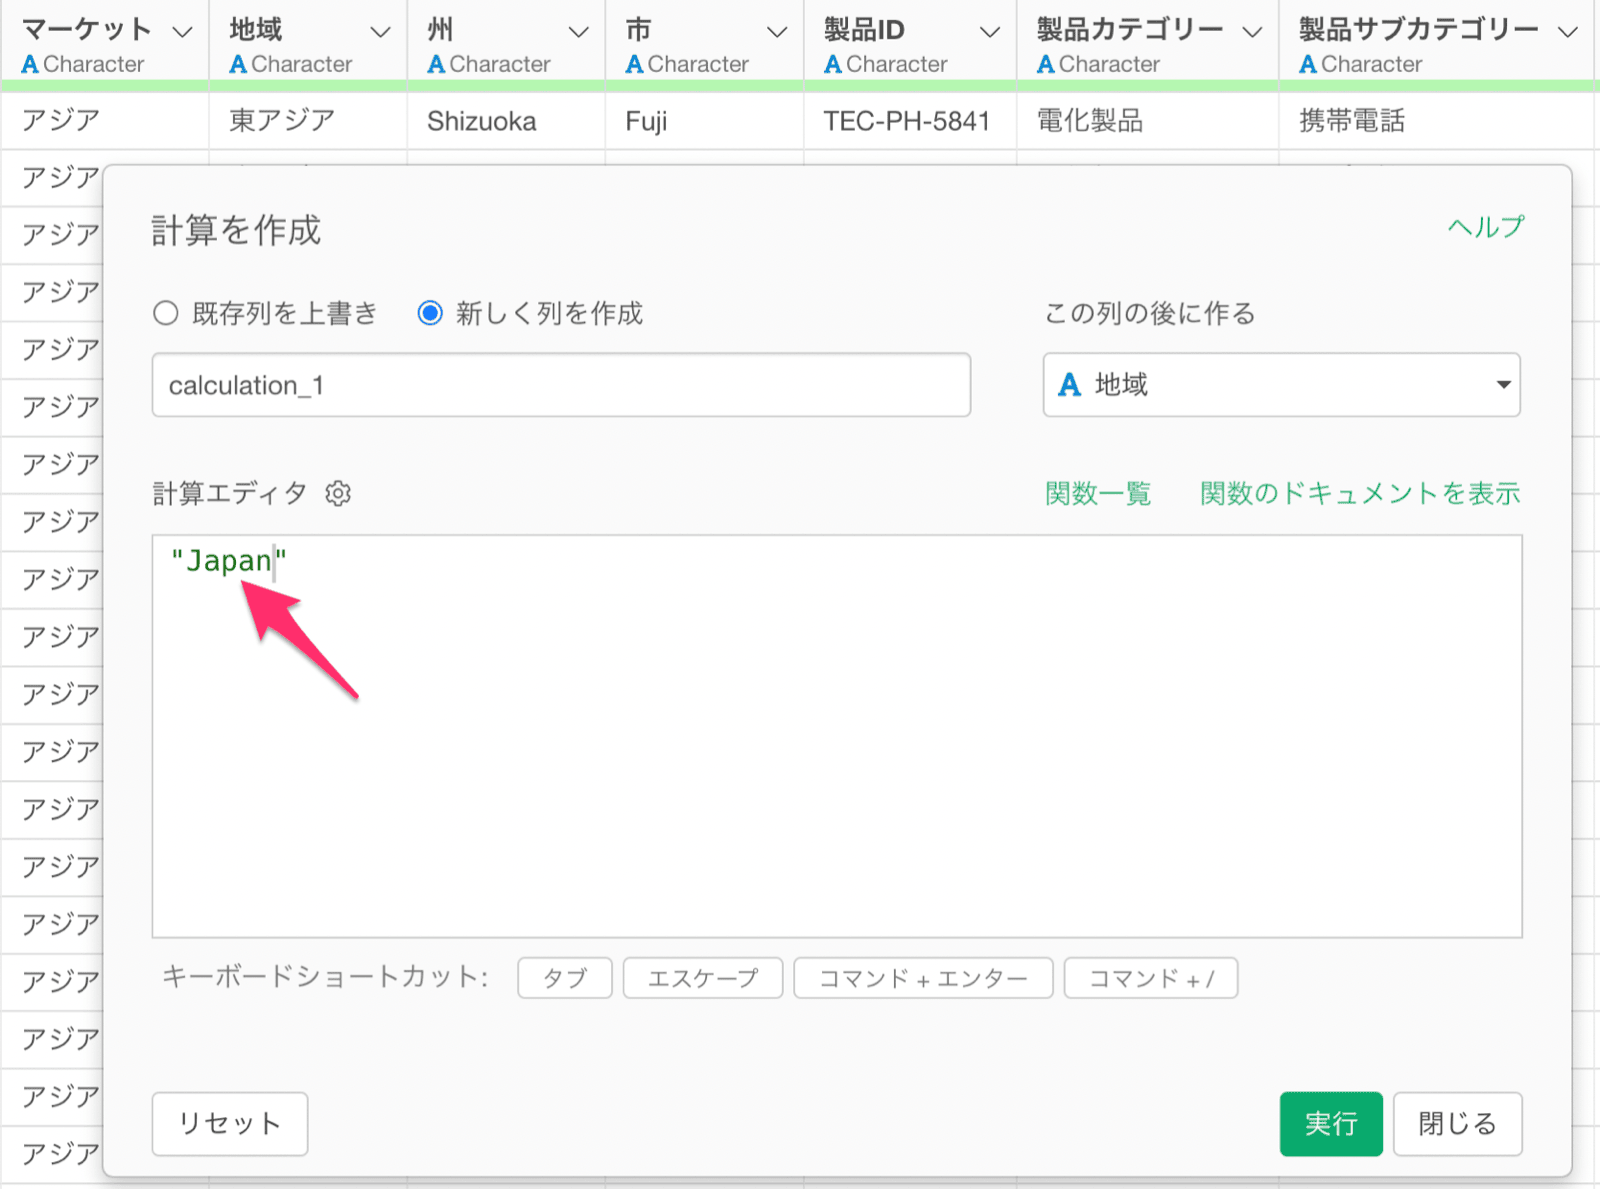 マーケット 地域 州 市 製品ID 製品カテゴリー 製品サブカテゴリー
A Character A Character A Character A Character A Character A Character A Character
アジア 東アジア Shizuoka Fuji TEC-PH-5841 電化製品 携帯電話
アジア
計算を作成 ヘルプ
アジア
アジア
既存列を上書き 新しく列を作成 この列の後に作る
アジア
calculation_1 A 地域
アジア
アジア
計算エディタ 関数一覧 関数のドキュメントを表示
アジア
"Japan"
アジア
アジア
アジア
アジア
アジア
アジア
アジア
アジア
キーボードショートカット: タブ エスケープ コマンド + エンター コマンド + /
アジア
アジア
リセット 実行 閉じる
アジア